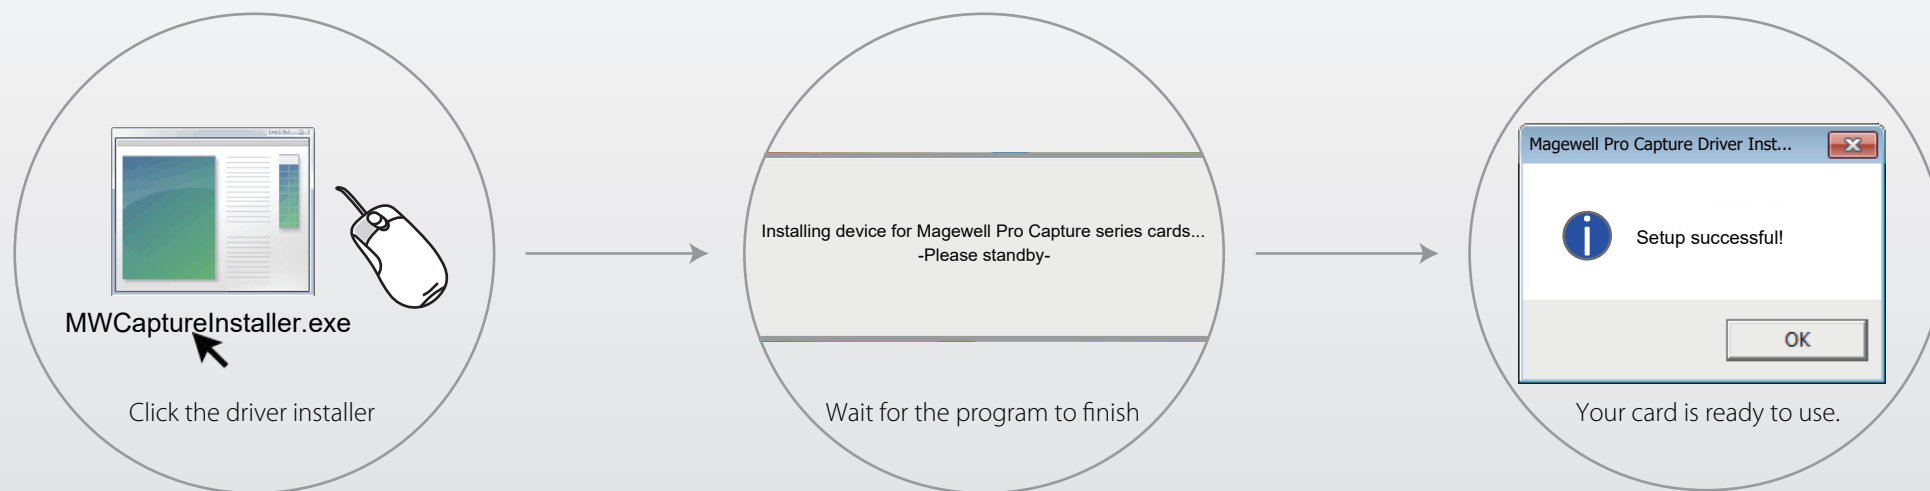 MWCaptureInstaller.exe
Click the driver installer
Installing device for Magewell Pro Capture series cards...
-Please standby-
Wait for the program to finish
Magewell Pro Capture Driver Inst...
Setup successful!
OK
Your card is ready to use.